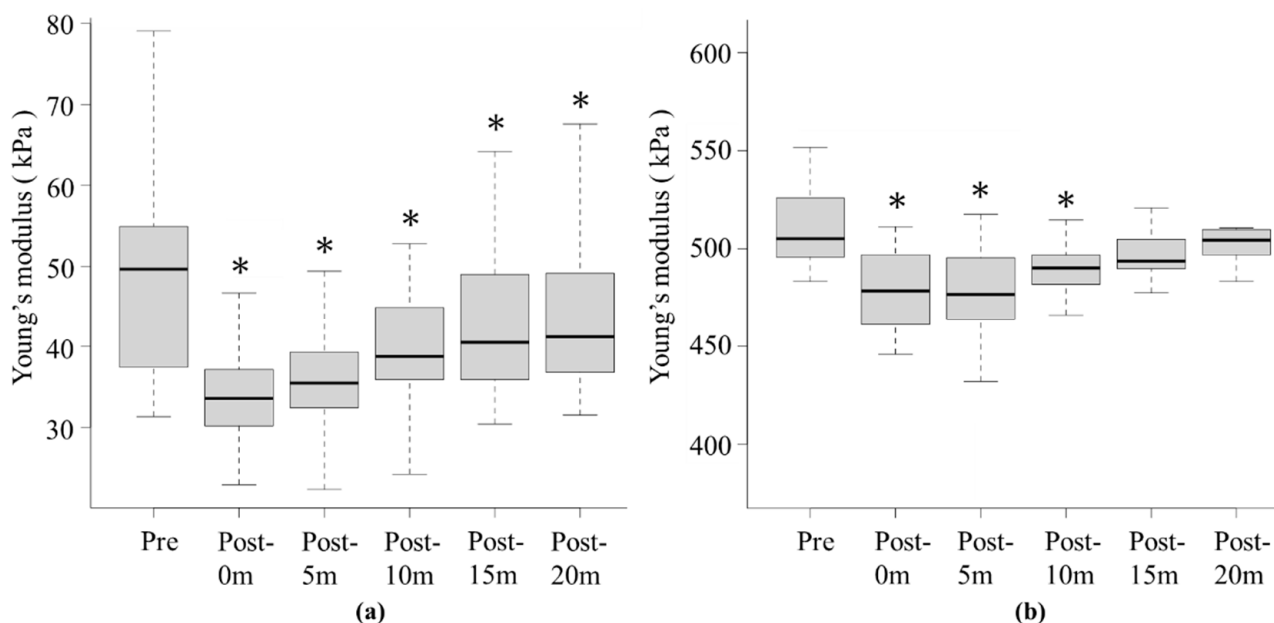 Young's modulus ( kPa )
80
70
60
50
40
30
*
*
*
*
*
Pre
Post-
0m
Post-
5m
Post-
10m
Post-
15m
Post-
20m
(a)
Young's modulus ( kPa )
600
550
500
450
400
*
*
*
Pre
Post-
0m
Post-
5m
Post-
10m
Post-
15m
Post-
20m
(b)